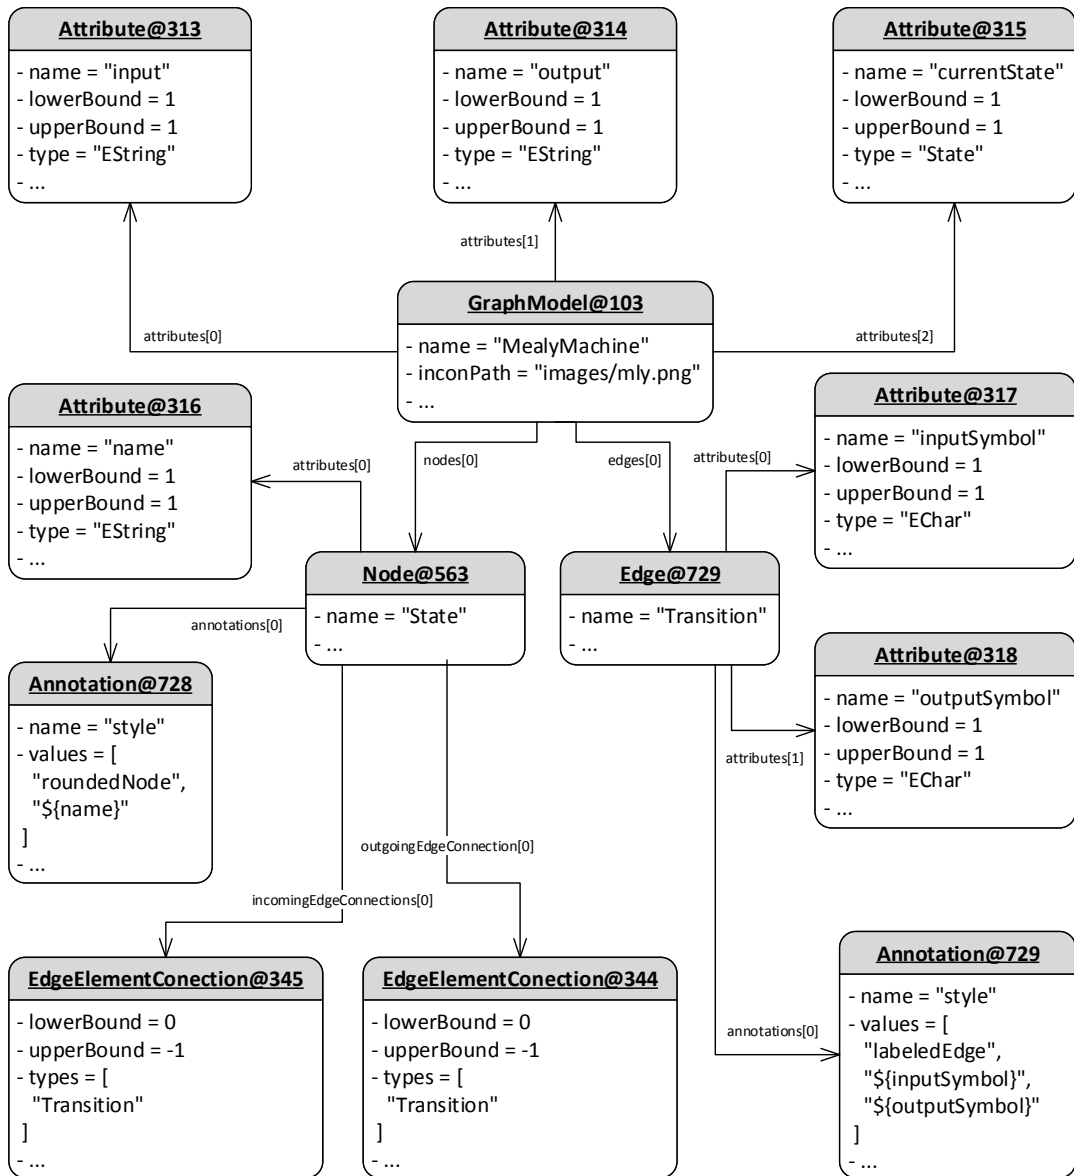 Attribute@313
- name = "input"
- lowerBound = 1
- upperBound = 1
- type = "EString"
- ...
Attribute@314
- name = "output"
- lowerBound = 1
- upperBound = 1
- type = "EString"
- ...
Attribute@315
- name = "currentState"
- lowerBound = 1
- upperBound = 1
- type = "State"
- ...
attributes[1]
GraphModel@103
- name = "MealyMachine"
- inconPath = "images/mly.png"
- ...
attributes[0]
attributes[2]
Attribute@316
- name = "name"
- lowerBound = 1
- upperBound = 1
- type = "EString"
- ...
attributes[0]
nodes[0]
edges[0]
attributes[0]
Attribute@317
- name = "inputSymbol"
- lowerBound = 1
- upperBound = 1
- type = "EChar"
- ...
Node@563
- name = "State"
- ...
Edge@729
- name = "Transition"
- ...
annotations[0]
Annotation@728
- name = "style"
- values = [
"roundedNode",
"${name}"
]
- ...
Attribute@318
- name = "outputSymbol"
- lowerBound = 1
- upperBound = 1
- type = "EChar"
- ...
attributes[1]
outgoingEdgeConnection[0]
incomingEdgeConnections[0]
EdgeElementConection@345
- lowerBound = 0
- upperBound = -1
- types = [
"Transition"
]
- ...
EdgeElementConection@344
- lowerBound = 0
- upperBound = -1
- types = [
"Transition"
]
- ...
annotations[0]
Annotation@729
- name = "style"
- values = [
"labeledEdge",
"${inputSymbol}",
"${outputSymbol}"
]
- ...